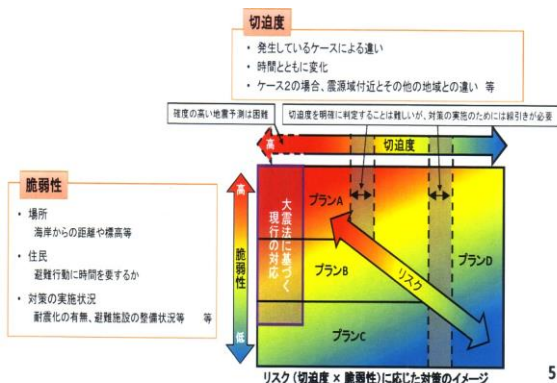 切迫度
・ 発生しているケースによる違い
・ 時間とともに変化
・ ケース2の場合、震源域付近とその他の地域との違い 等
確度の高い地震予測は困難
切迫度を明確に判定することは難しいが、対策の実施のためには線引きが必要
高
切迫度
脆弱性
・ 場所
海岸からの距離や標高等
・ 住民
避難行動に時間を要するか
・ 対策の実施状況
耐震化の有無、避難施設の整備状況等 等
高
脆弱性
低
大震法に基づく
現行の対応
プランA
プランB
プランC
プランD
リスク
リスク(切迫度 × 脆弱性)に応じた対策のイメージ
5